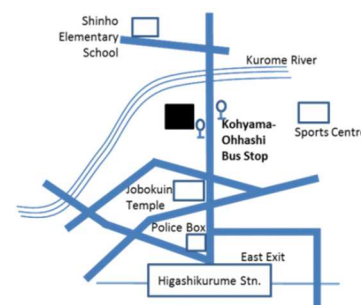 Shinho
Elementary
School
Kurome River
Kohyama-
Ohhashi
Bus Stop
Sports Centre
Jobokuin
Temple
Police Box
East Exit
Higashikurume Stn.